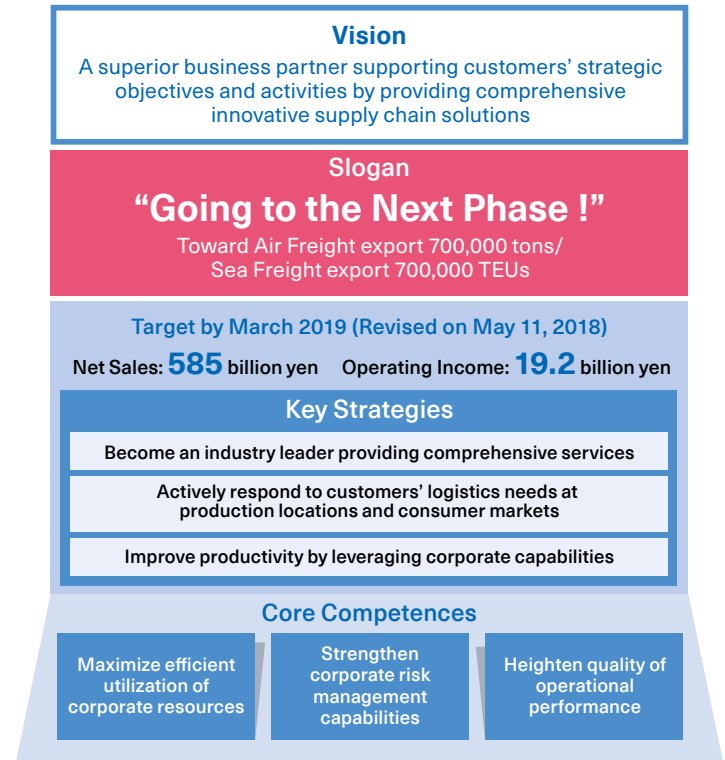 Vision
A superior business partner supporting customers’ strategic
objectives and activities by providing comprehensive
innovative supply chain solutions
Slogan
“Going to the Next Phase !”
Toward Air Freight export 700,000 tons/
Sea Freight export 700,000 TEUs
Target by March 2019 (Revised on May 11, 2018)
Net Sales: 585 billion yen Operating Income: 19.2 billion yen
Key Strategies
Become an industry leader providing comprehensive services
Actively respond to customers’ logistics needs at
production locations and consumer markets
Improve productivity by leveraging corporate capabilities
Core Competences
Maximize efficient
utilization of
corporate resources
Strengthen
corporate risk
management
capabilities
Heighten quality of
operational
performance